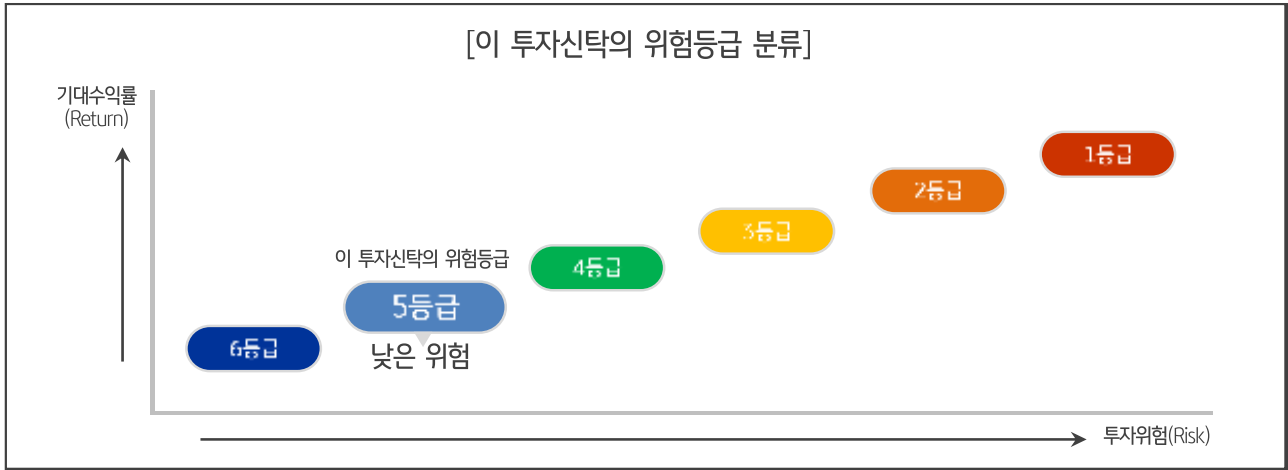 [이 투자신탁의 위험등급 분류]
기대수익률
(Return)
1등급
2등급
3등급
이 투자신탁의 위험등급
4등급
5등급
낮은 위험
6등급
투자위험(Risk)